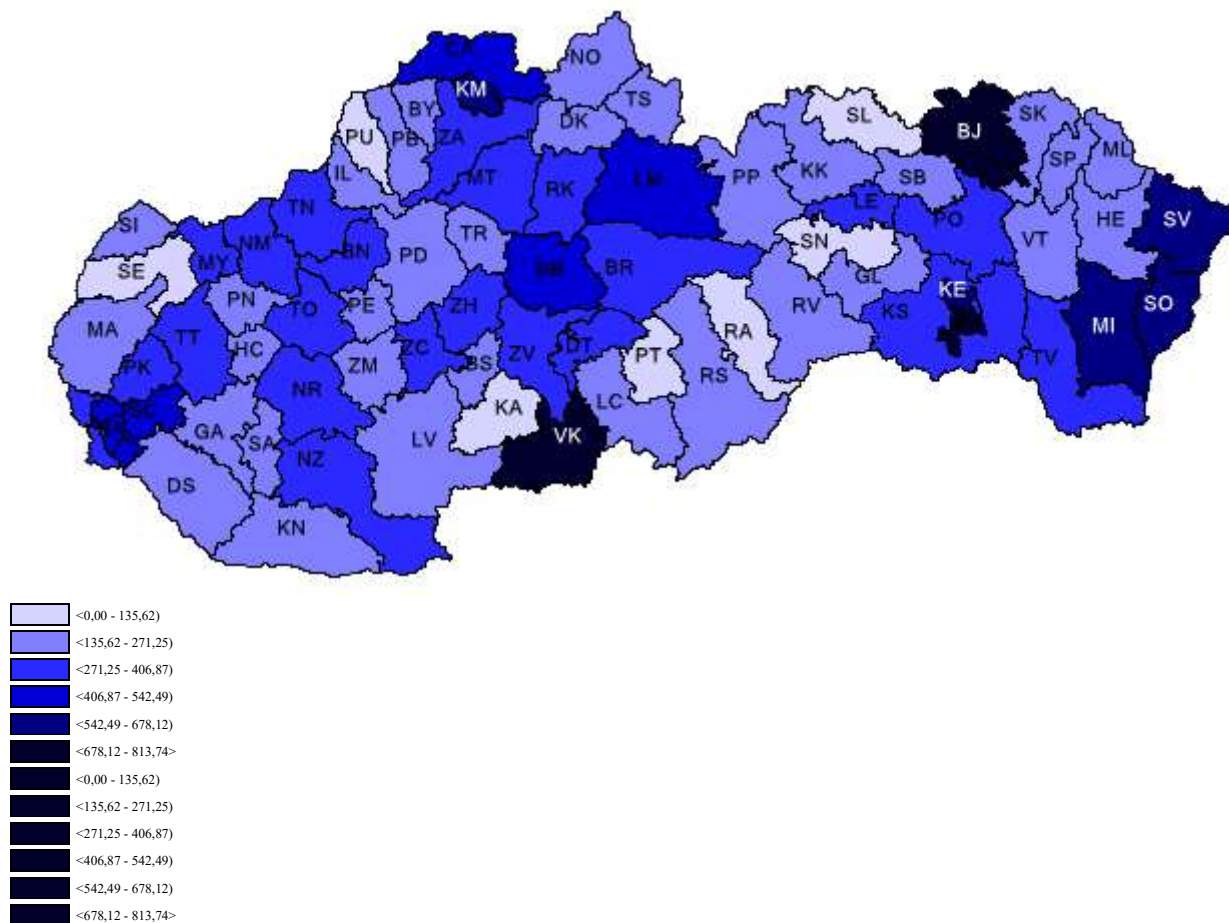 CA
KM
NO
TS
BY
PU
PB
ZA
DK
SL
BJ
SK
SP
ML
IL
MT
RK
LM
PP
KK
SB
SI
TN
LE
PO
HE
SV
SE
MY
NM
BN
PD
TR
BB
BR
SN
VT
MA
PN
TO
PE
ZH
GL
KE
SO
TT
HC
ZC
ZV
DT
RV
KS
TV
MI
PK
ZM
BS
PT
RA
SC
NR
KA
LC
RS
GA
SA
LV
VK
NZ
DS
KN
<0,00 - 135,62)
<135,62 - 271,25)
<271,25 - 406,87)
<406,87 - 542,49)
<542,49 - 678,12)
<678,12 - 813,74>
<0,00 - 135,62)
<135,62 - 271,25)
<271,25 - 406,87)
<406,87 - 542,49)
<542,49 - 678,12)
<678,12 - 813,74>